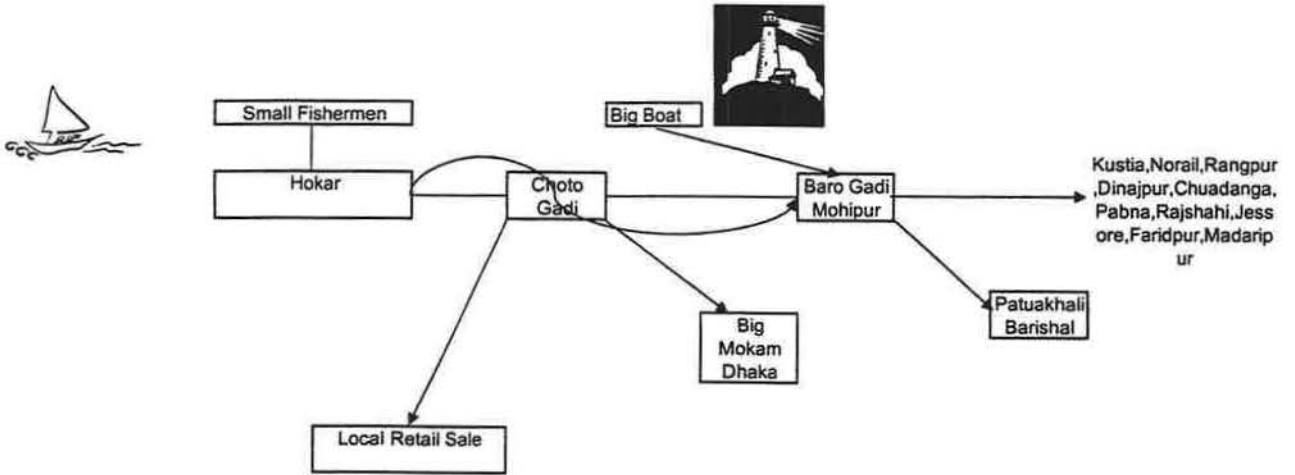 Small Fishermen
Big Boat
Hokar
Choto
Gadi
Baro Gadi
Mohipur
Kustia,Norail,Rangpur
,Dinajpur,Chuadanga,
Pabna,Rajshahi,Jess
ore,Faridpur,Madarip
ur
Patuakhali
Barishal
Big
Mokam
Dhaka
Local Retail Sale